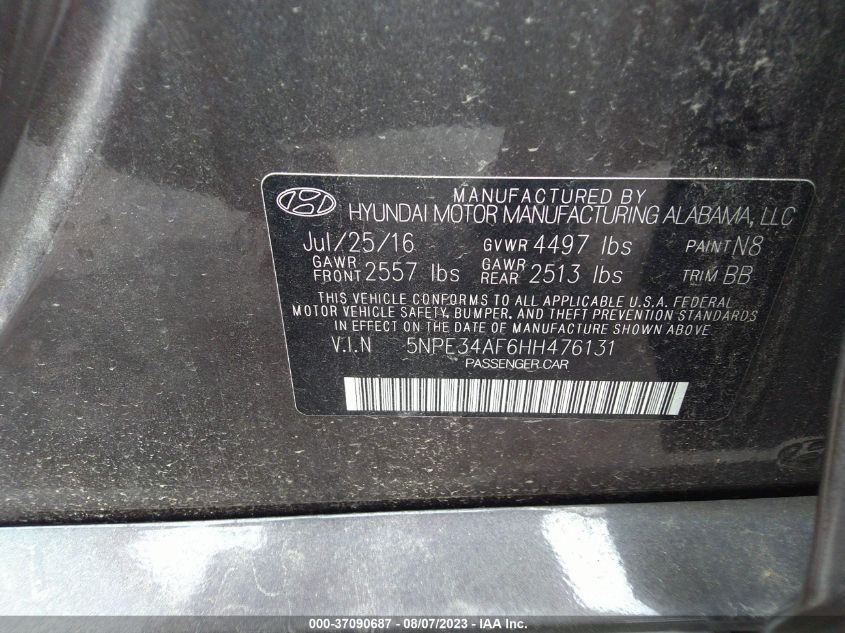 MANUFACTURED BY
HYUNDAI MOTOR MANUFACTURING ALABAMA, LLC
Jul/25/16 GVWR 4497 lbs PAINT N8
GAWR FRONT 2557 lbs GAWR REAR 2513 lbs TRIM BB
THIS VEHICLE CONFORMS TO ALL APPLICABLE U.S.A. FEDERAL
MOTOR VEHICLE SAFETY, BUMPER, AND THEFT PREVENTION STANDARDS
IN EFFECT ON THE DATE OF MANUFACTURE SHOWN ABOVE
V.I.N 5NPE34AF6HH476131
PASSENGER CAR
000-37090687 - 08/07/2023 - IAA Inc.